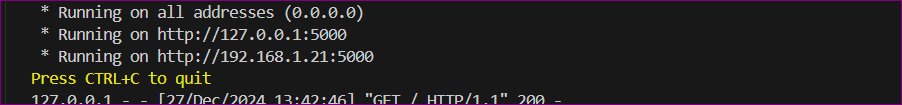 * Running on all addresses (0.0.0.0)
* Running on http://127.0.0.1:5000
* Running on http://192.168.1.21:5000
Press CTRL+C to quit
127.0.0.1 - - [27/Dec/2024 13:42:46] "GET / HTTP/1.1" 200 -